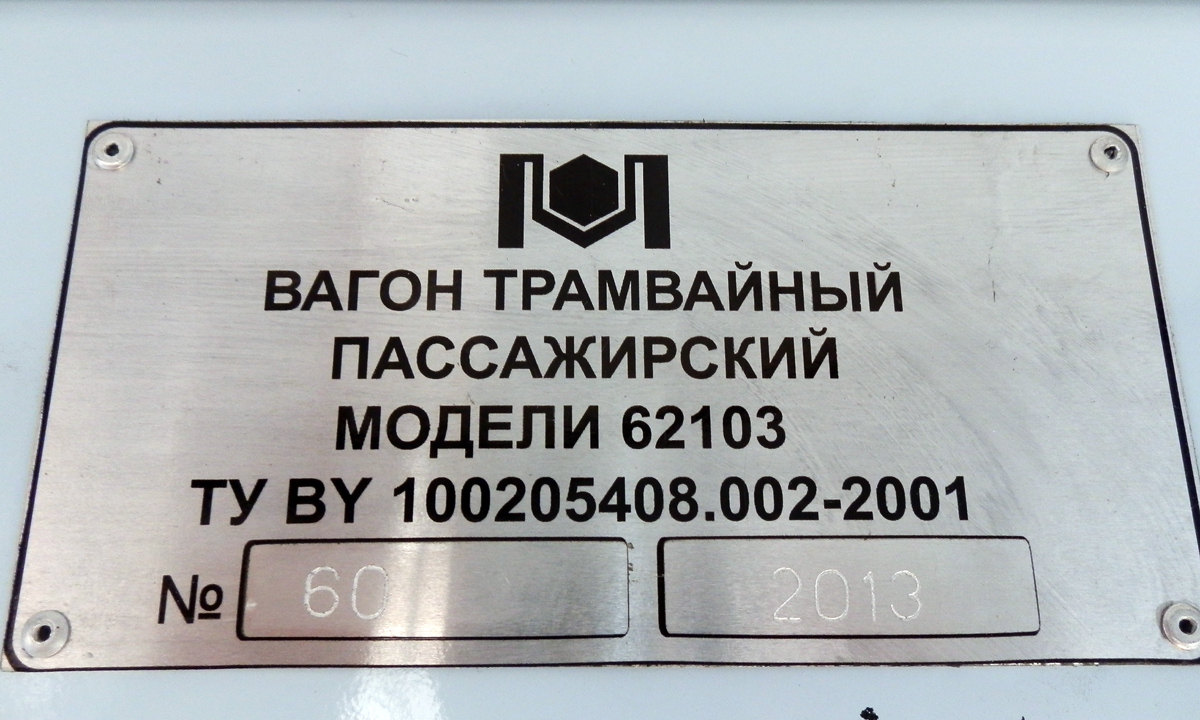 ВАГОН ТРАМВАЙНЫЙ
ПАССАЖИРСКИЙ
МОДЕЛИ 62103
ТУ BY 100205408.002-2001
№ 60 2013